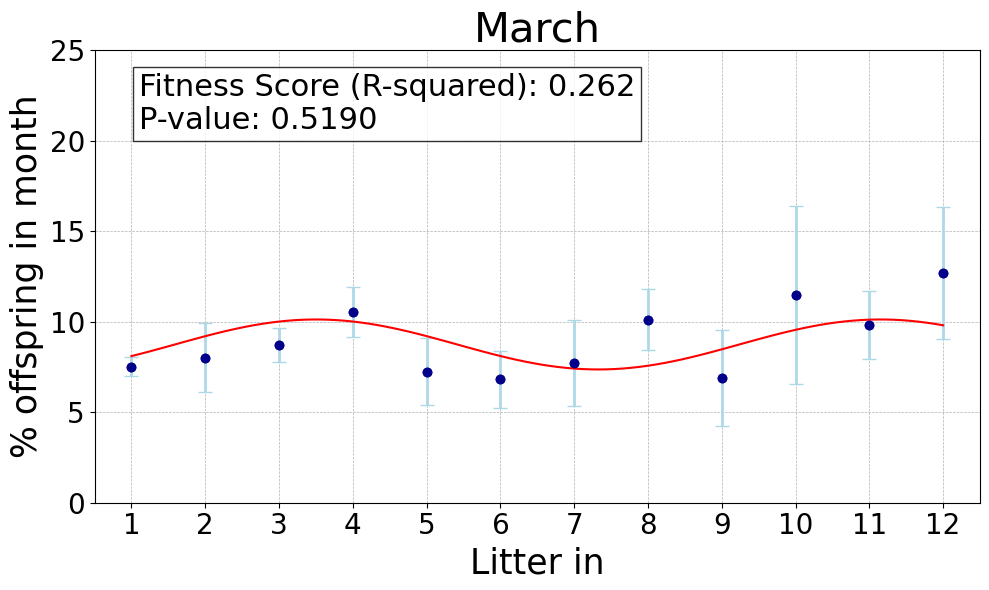 March
Fitness Score (R-squared): 0.262
P-value: 0.5190
% offspring in month
25
20
15
10
5
0
1 2 3 4 5 6 7 8 9 10 11 12
Litter in